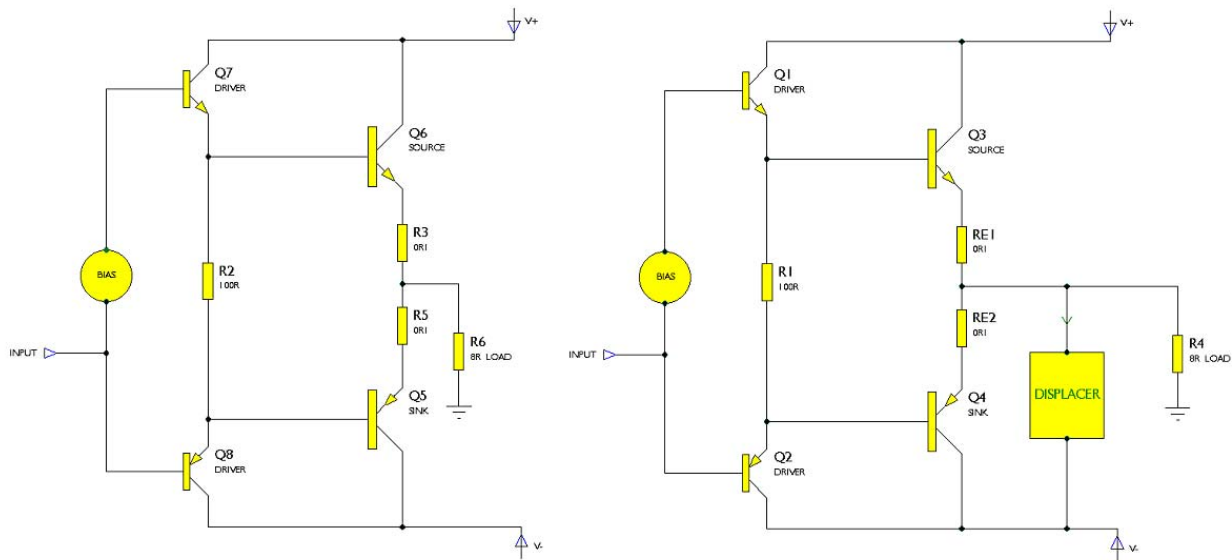 V+
Q7
DRIVER
Q6
SOURCE
R3
0R1
BIAS
R2
100R
R5
0R1
R6
8R LOAD
INPUT
Q5
SINK
Q8
DRIVER
V-
V+
Q1
DRIVER
Q3
SOURCE
RE1
0R1
BIAS
R1
100R
RE2
0R1
R4
8R LOAD
INPUT
DISPLACER
Q4
SINK
Q2
DRIVER
V-